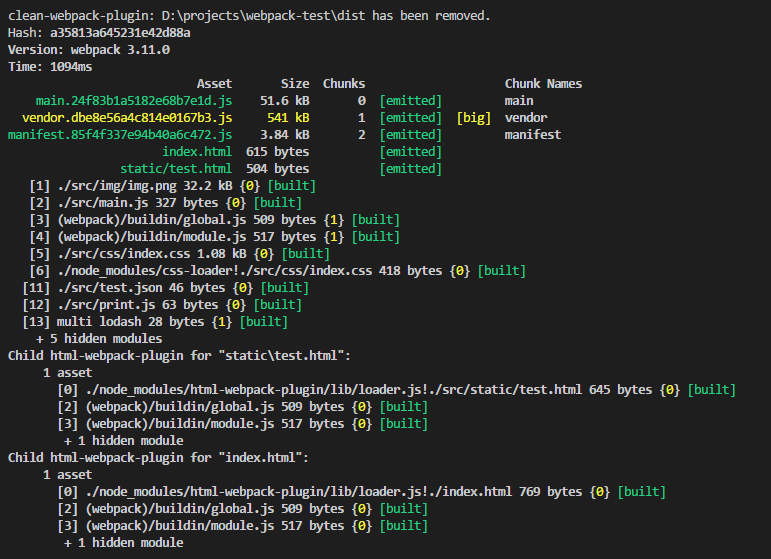 clean-webpack-plugin: D:\projects\webpack-test\dist has been removed.
Hash: a35813a645231e42d88a
Version: webpack 3.11.0
Time: 1094ms
Asset Size Chunks Chunk Names
main.24f83b1a5182e68b7e1d.js 51.6 kB 0 [emitted] main
vendor.dbe8e56a4c814e0167b3.js 541 kB 1 [emitted] [big] vendor
manifest.85f4f337e94b40a6c472.js 3.84 kB 2 [emitted] manifest
index.html 615 bytes [emitted]
static/test.html 504 bytes [emitted]
[1] ./src/img/img.png 32.2 kB {0} [built]
[2] ./src/main.js 327 bytes {0} [built]
[3] (webpack)/buildin/global.js 509 bytes {1} [built]
[4] (webpack)/buildin/module.js 517 bytes {1} [built]
[5] ./src/css/index.css 1.08 kB {0} [built]
[6] ./node_modules/css-loader!./src/css/index.css 418 bytes {0} [built]
[11] ./src/test.json 46 bytes {0} [built]
[12] ./src/print.js 63 bytes {0} [built]
[13] multi lodash 28 bytes {1} [built]
+ 5 hidden modules
Child html-webpack-plugin for "static\test.html":
1 asset
[0] ./node_modules/html-webpack-plugin/lib/loader.js!./src/static/test.html 645 bytes {0} [built]
[2] (webpack)/buildin/global.js 509 bytes {0} [built]
[3] (webpack)/buildin/module.js 517 bytes {0} [built]
+ 1 hidden module
Child html-webpack-plugin for "index.html":
1 asset
[0] ./node_modules/html-webpack-plugin/lib/loader.js!./index.html 769 bytes {0} [built]
[2] (webpack)/buildin/global.js 509 bytes {0} [built]
[3] (webpack)/buildin/module.js 517 bytes {0} [built]
+ 1 hidden module